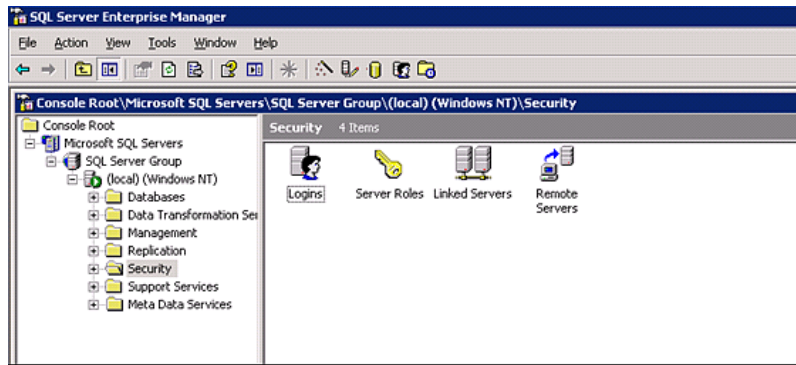 SQL Server Enterprise Manager
File Action View Tools Window Help
Console Root\Microsoft SQL Servers\SQL Server Group\(local) (Windows NT)\Security
Console Root
Microsoft SQL Servers
SQL Server Group
(local) (Windows NT)
Databases
Data Transformation Ser
Management
Replication
Security
Support Services
Meta Data Services
Security 4 Items
Logins Server Roles Linked Servers Remote
Servers